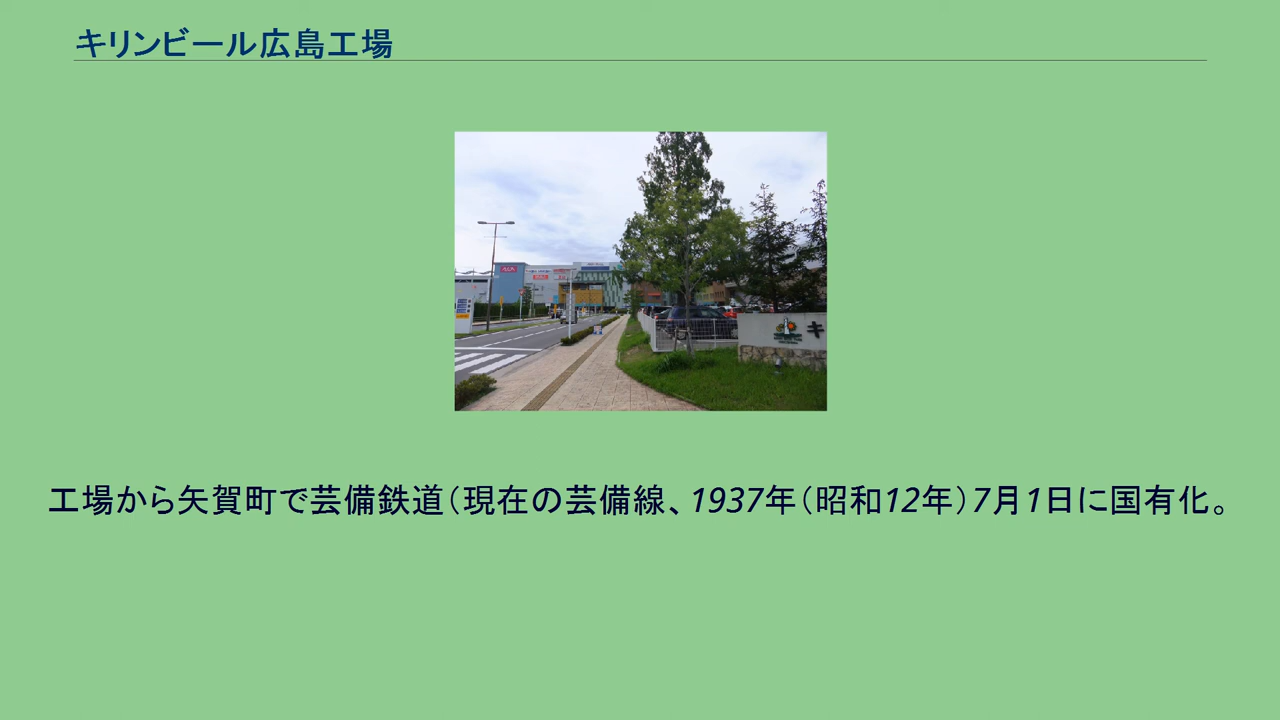 キリンビール広島工場
キ
工場から矢賀町で芸備鉄道（現在の芸備線、1937年（昭和12年）7月1日に国有化。